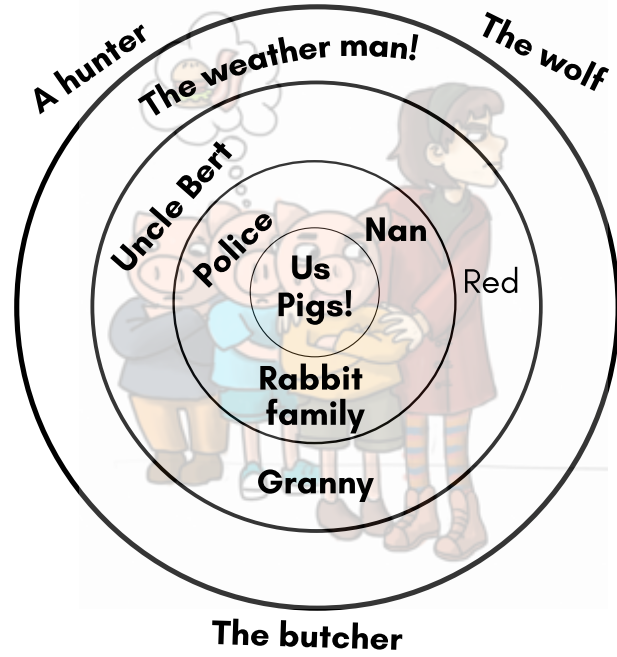 A hunter
The weather man!
The wolf
Uncle Bert
Police
Nan
Us
Pigs!
Red
Rabbit
family
Granny
The butcher